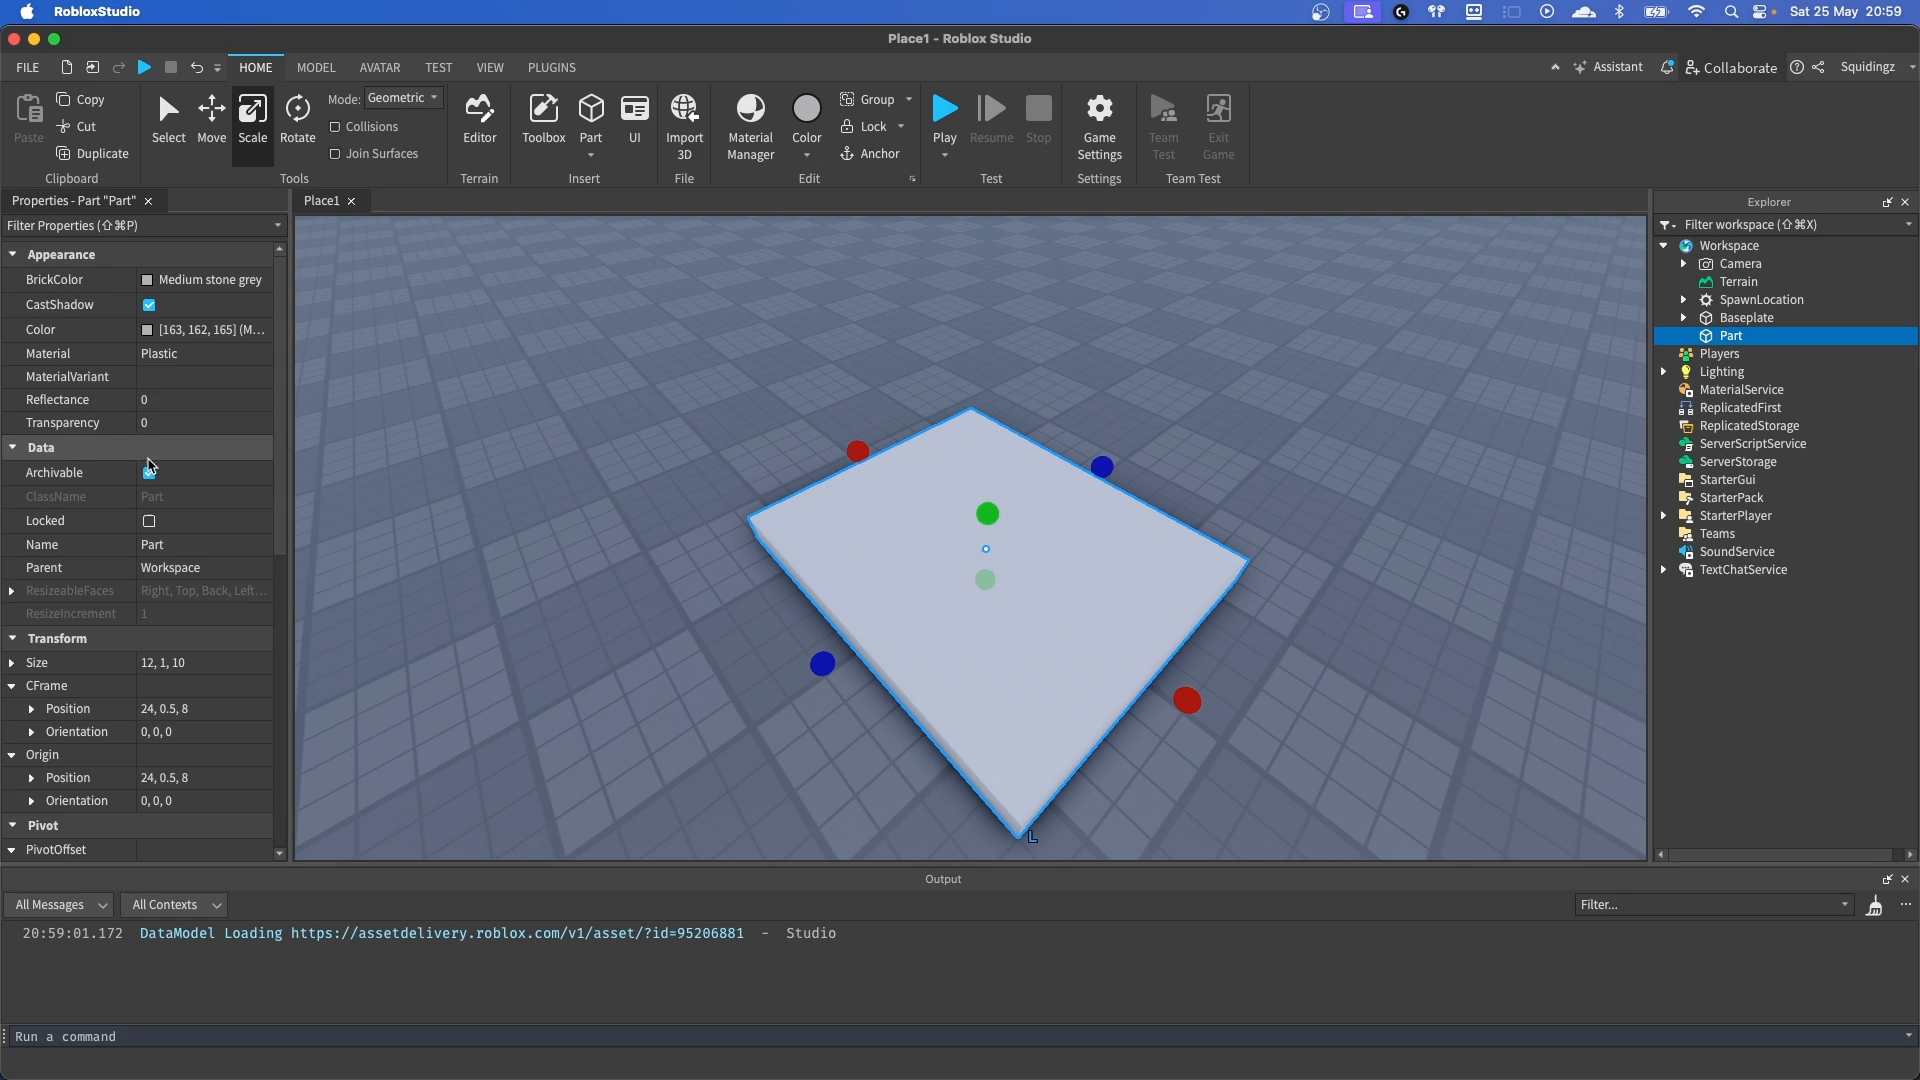 RobloxStudio
Sat 25 May 20:59
Place1 - Roblox Studio
FILE
HOME
MODEL
AVATAR
TEST
VIEW
PLUGINS
Assistant
Collaborate
Squidingz
Paste
Copy
Cut
Duplicate
Clipboard
Select
Move
Scale
Rotate
Mode: Geometric
Collisions
Join Surfaces
Tools
Editor
Terrain
Toolbox
Part
UI
Insert
Import
3D
File
Material
Manager
Color
Group
Lock
Anchor
Edit
Play
Resume
Stop
Test
Game
Settings
Settings
Team
Test
Exit
Game
Team Test
Properties - Part "Part"
Filter Properties (⇧⌘P)
Appearance
BrickColor Medium stone grey
CastShadow
Color [163, 162, 165] (M...
Material Plastic
MaterialVariant
Reflectance 0
Transparency 0
Data
Archivable
ClassName Part
Locked
Name Part
Parent Workspace
ResizeableFaces Right, Top, Back, Left...
ResizeIncrement 1
Transform
Size 12, 1, 10
CFrame
Position 24, 0.5, 8
Orientation 0, 0, 0
Origin
Position 24, 0.5, 8
Orientation 0, 0, 0
Pivot
PivotOffset
Place1
L
Explorer
Filter workspace (⇧⌘X)
Workspace
Camera
Terrain
SpawnLocation
Baseplate
Part
Players
Lighting
MaterialService
ReplicatedFirst
ReplicatedStorage
ServerScriptService
ServerStorage
StarterGui
StarterPack
StarterPlayer
Teams
SoundService
TextChatService
Output
All Messages
All Contexts
Filter...
20:59:01.172 DataModel Loading https://assetdelivery.roblox.com/v1/asset/?id=95206881 - Studio
Run a command